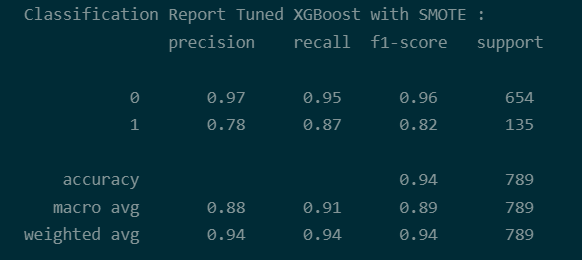 Classification Report Tuned XGBoost with SMOTE :
precision recall f1-score support
0 0.97 0.95 0.96 654
1 0.78 0.87 0.82 135
accuracy 0.94 789
macro avg 0.88 0.91 0.89 789
weighted avg 0.94 0.94 0.94 789